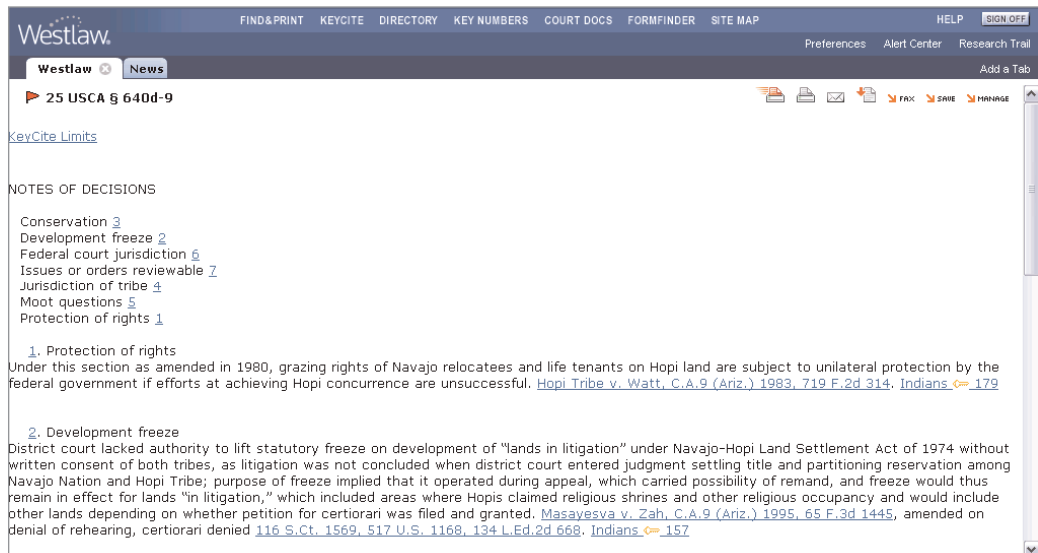 FIND&PRINT KEYCITE DIRECTORY KEY NUMBERS COURT DOCS FORMFINDER SITE MAP HELP SIGN OFF
Westlaw.
Preferences Alert Center Research Trail
Westlaw News Add a Tab
25 USCA § 640d-9 FAX SAVE MANAGE
KeyCite Limits
NOTES OF DECISIONS
Conservation 3
Development freeze 2
Federal court jurisdiction 6
Issues or orders reviewable 7
Jurisdiction of tribe 4
Moot questions 5
Protection of rights 1
1. Protection of rights
Under this section as amended in 1980, grazing rights of Navajo relocatees and life tenants on Hopi land are subject to unilateral protection by the
federal government if efforts at achieving Hopi concurrence are unsuccessful. Hopi Tribe v. Watt, C.A.9 (Ariz.) 1983, 719 F.2d 314. Indians 179
2. Development freeze
District court lacked authority to lift statutory freeze on development of "lands in litigation" under Navajo-Hopi Land Settlement Act of 1974 without
written consent of both tribes, as litigation was not concluded when district court entered judgment settling title and partitioning reservation among
Navajo Nation and Hopi Tribe; purpose of freeze implied that it operated during appeal, which carried possibility of remand, and freeze would thus
remain in effect for lands "in litigation," which included areas where Hopis claimed religious shrines and other religious occupancy and would include
other lands depending on whether petition for certiorari was filed and granted. Masayesva v. Zah, C.A.9 (Ariz.) 1995, 65 F.3d 1445, amended on
denial of rehearing, certiorari denied 116 S.Ct. 1569, 517 U.S. 1168, 134 L.Ed.2d 668. Indians 157